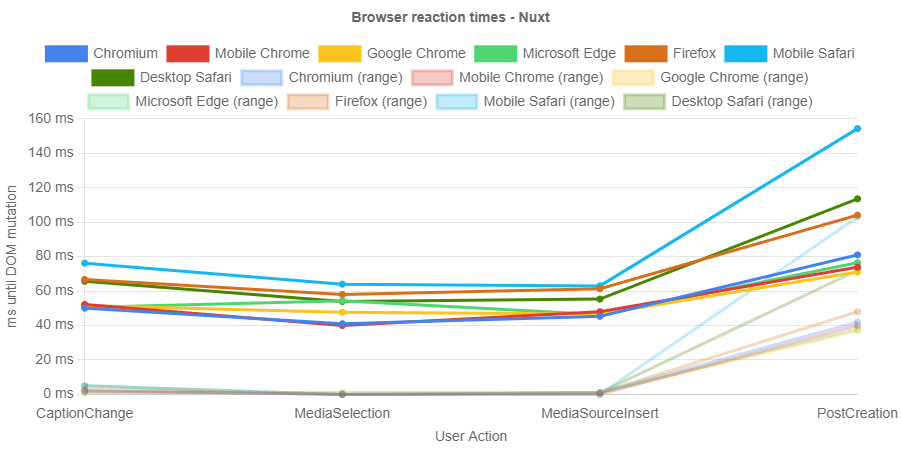 Browser reaction times - Nuxt
Chromium Mobile Chrome Google Chrome Microsoft Edge Firefox Mobile Safari
Desktop Safari Chromium (range) Mobile Chrome (range) Google Chrome (range)
Microsoft Edge (range) Firefox (range) Mobile Safari (range) Desktop Safari (range)
ms until DOM mutation
160 ms
140 ms
120 ms
100 ms
80 ms
60 ms
40 ms
20 ms
0 ms
CaptionChange MediaSelection MediaSourceInsert PostCreation
User Action